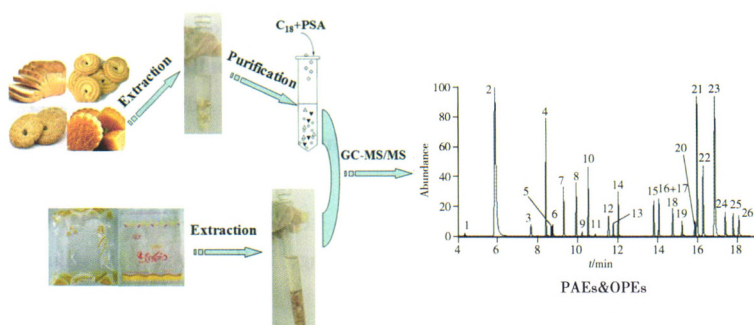 C18+PSA
Extraction
Purification
GC-MS/MS
Extraction
Abundance
100
80
60
40
20
0
4 6 8 10 12 14 16 18
t/min
1 2 3 4 5 6 7 8 9 10 11 12 13 14 15 16+17 18 19 20 21 22 23 24 25 26
PAEs&OPEs